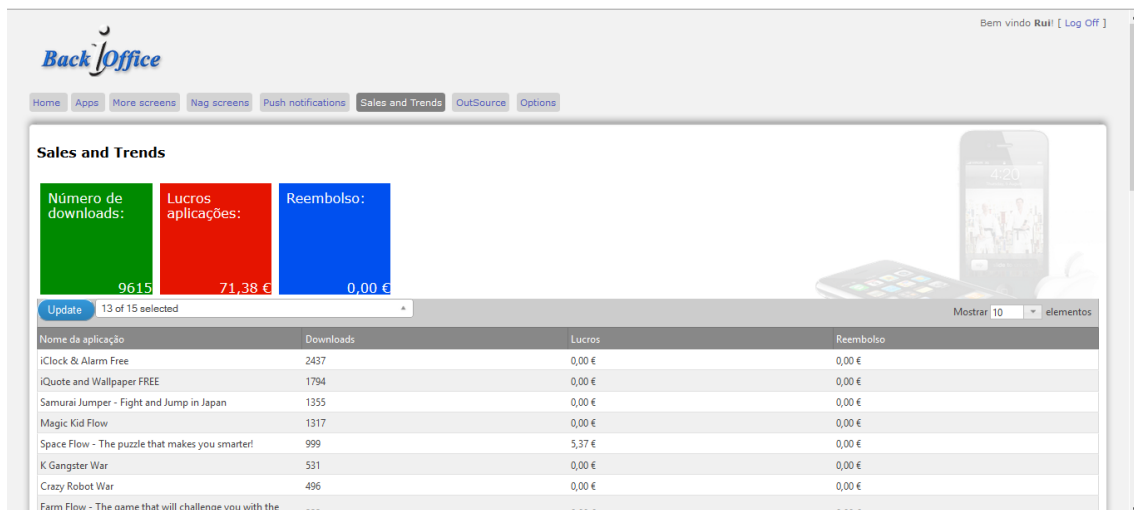 Bem vindo Rui! [ Log Off ]
Back Office
Home Apps More screens Nag screens Push notifications Sales and Trends OutSource Options
Sales and Trends
4:20
Número de
downloads:
9615
Lucros
aplicações:
71,38 €
Reembolso:
0,00 €
Update 13 of 15 selected Mostrar 10 elementos
Nome da aplicação Downloads Lucros Reembolso
iClock & Alarm Free 2437 0,00 € 0,00 €
iQuote and Wallpaper FREE 1794 0,00 € 0,00 €
Samurai Jumper - Fight and Jump in Japan 1355 0,00 € 0,00 €
Magic Kid Flow 1317 0,00 € 0,00 €
Space Flow - The puzzle that makes you smarter! 999 5,37 € 0,00 €
K Gangster War 531 0,00 € 0,00 €
Crazy Robot War 496 0,00 € 0,00 €
Farm Flow - The game that will challenge you with the